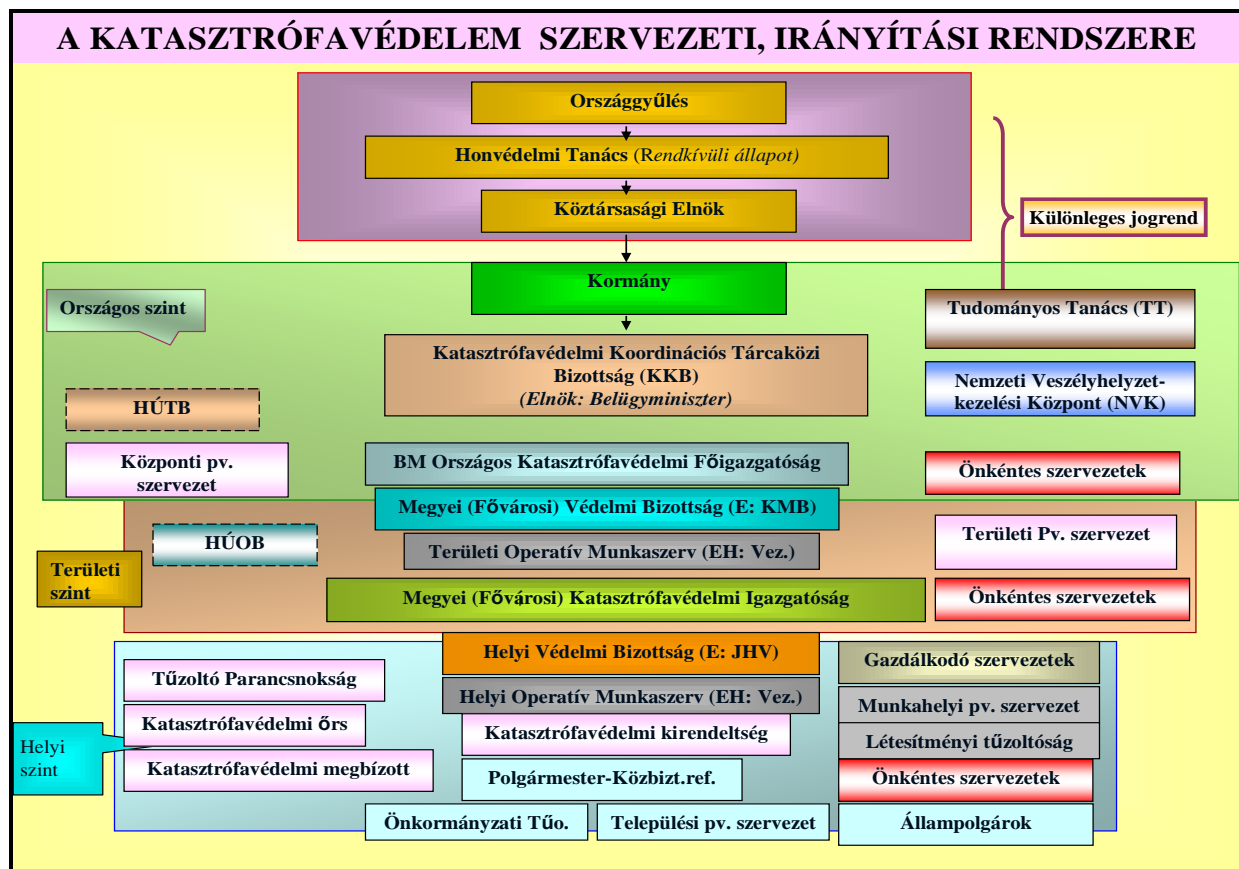 A KATASZTRÓFAVÉDELEM SZERVEZETI, IRÁNYÍTÁSI RENDSZERE
Országgyűlés
Honvédelmi Tanács (Rendkívüli állapot)
Köztársasági Elnök
Különleges jogrend
Kormány
Országos szint
Tudományos Tanács (TT)
Katasztrófavédelmi Koordinációs Tárcaközi
Bizottság (KKB)
(Elnök: Belügyminiszter)
Nemzeti Veszélyhelyzet-
kezelési Központ (NVK)
HÚTB
Központi pv.
szervezet
BM Országos Katasztrófavédelmi Főigazgatóság
Önkéntes szervezetek
Megyei (Fővárosi) Védelmi Bizottság (E: KMB)
HÚOB
Területi Operatív Munkaszerv (EH: Vez.)
Területi Pv. szervezet
Területi
szint
Megyei (Fővárosi) Katasztrófavédelmi Igazgatóság
Önkéntes szervezetek
Helyi Védelmi Bizottság (E: JHV)
Gazdálkodó szervezetek
Tűzoltó Parancsnokság
Helyi Operatív Munkaszerv (EH: Vez.)
Munkahelyi pv. szervezet
Katasztrófavédelmi őrs
Katasztrófavédelmi kirendeltség
Létesítményi tűzoltóság
Helyi
szint
Katasztrófavédelmi megbízott
Polgármester-Közbizt.ref.
Önkéntes szervezetek
Önkormányzati Tűo.
Települési pv. szervezet
Állampolgárok